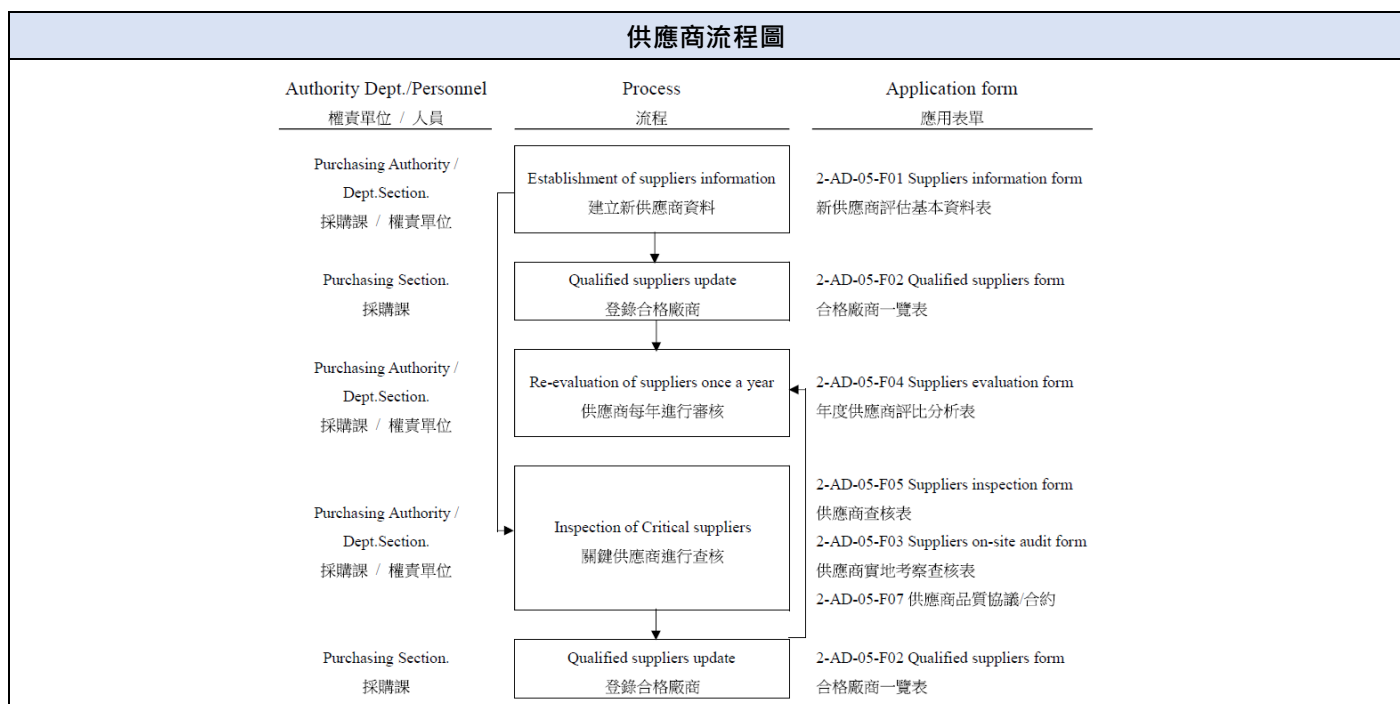 供應商流程圖
Authority Dept./Personnel
權責單位 / 人員
Process
流程
Application form
應用表單
Purchasing Authority /
Dept.Section.
採購課 / 權責單位
Establishment of suppliers information
建立新供應商資料
2-AD-05-F01 Suppliers information form
新供應商評估基本資料表
Purchasing Section.
採購課
Qualified suppliers update
登錄合格廠商
2-AD-05-F02 Qualified suppliers form
合格廠商一覽表
Purchasing Authority /
Dept.Section.
採購課 / 權責單位
Re-evaluation of suppliers once a year
供應商每年進行審核
2-AD-05-F04 Suppliers evaluation form
年度供應商評比分析表
Purchasing Authority /
Dept.Section.
採購課 / 權責單位
Inspection of Critical suppliers
關鍵供應商進行查核
2-AD-05-F05 Suppliers inspection form
供應商查核表
2-AD-05-F03 Suppliers on-site audit form
供應商實地考察查核表
2-AD-05-F07 供應商品質協議/合約
Purchasing Section.
採購課
Qualified suppliers update
登錄合格廠商
2-AD-05-F02 Qualified suppliers form
合格廠商一覽表